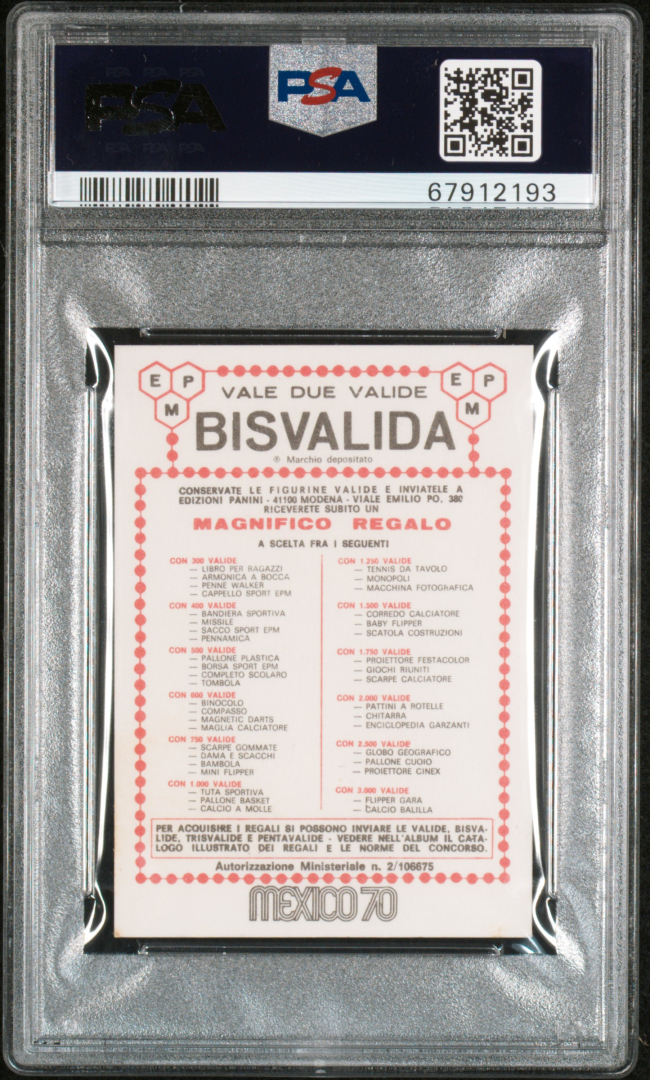 PSA
PSA
67912193
E P
M
VALE DUE VALIDE
E P
M
BISVALIDA
® Marchio depositato
CONSERVATE LE FIGURINE VALIDE E INVIATELE A
EDIZIONI PANINI - 41100 MODENA - VIALE EMILIO PO, 380
RICEVERETE SUBITO UN
MAGNIFICO REGALO
A SCELTA FRA I SEGUENTI
CON 300 VALIDE
— LIBRO PER RAGAZZI
— ARMONICA A BOCCA
— PENNE WALKER
— CAPPELLO SPORT EPM
CON 400 VALIDE
— BANDIERA SPORTIVA
— MISSILE
— SACCO SPORT EPM
— PENNAMICA
CON 500 VALIDE
— PALLONE PLASTICA
— BORSA SPORT EPM
— COMPLETO SCOLARO
— TOMBOLA
CON 600 VALIDE
— BINOCOLO
— COMPASSO
— MAGNETIC DARTS
— MAGLIA CALCIATORE
CON 750 VALIDE
— SCARPE GOMMATE
— DAMA E SCACCHI
— BAMBOLA
— MINI FLIPPER
CON 1.000 VALIDE
— TUTA SPORTIVA
— PALLONE BASKET
— CALCIO A MOLLE
CON 1.250 VALIDE
— TENNIS DA TAVOLO
— MONOPOLI
— MACCHINA FOTOGRAFICA
CON 1.500 VALIDE
— CORREDO CALCIATORE
— BABY FLIPPER
— SCATOLA COSTRUZIONI
CON 1.750 VALIDE
— PROIETTORE FESTACOLOR
— GIOCHI RIUNITI
— SCARPE CALCIATORE
CON 2.000 VALIDE
— PATTINI A ROTELLE
— CHITARRA
— ENCICLOPEDIA GARZANTI
CON 2.500 VALIDE
— GLOBO GEOGRAFICO
— PALLONE CUOIO
— PROIETTORE CINEX
CON 3.000 VALIDE
— FLIPPER GARA
— CALCIO BALILLA
PER ACQUISIRE I REGALI SI POSSONO INVIARE LE VALIDE, BISVA-
LIDE, TRISVALIDE E PENTAVALIDE - VEDERE NELL'ALBUM IL CATA-
LOGO ILLUSTRATO DEI REGALI E LE NORME DEL CONCORSO.
Autorizzazione Ministeriale n. 2/106675
MEXICO 70